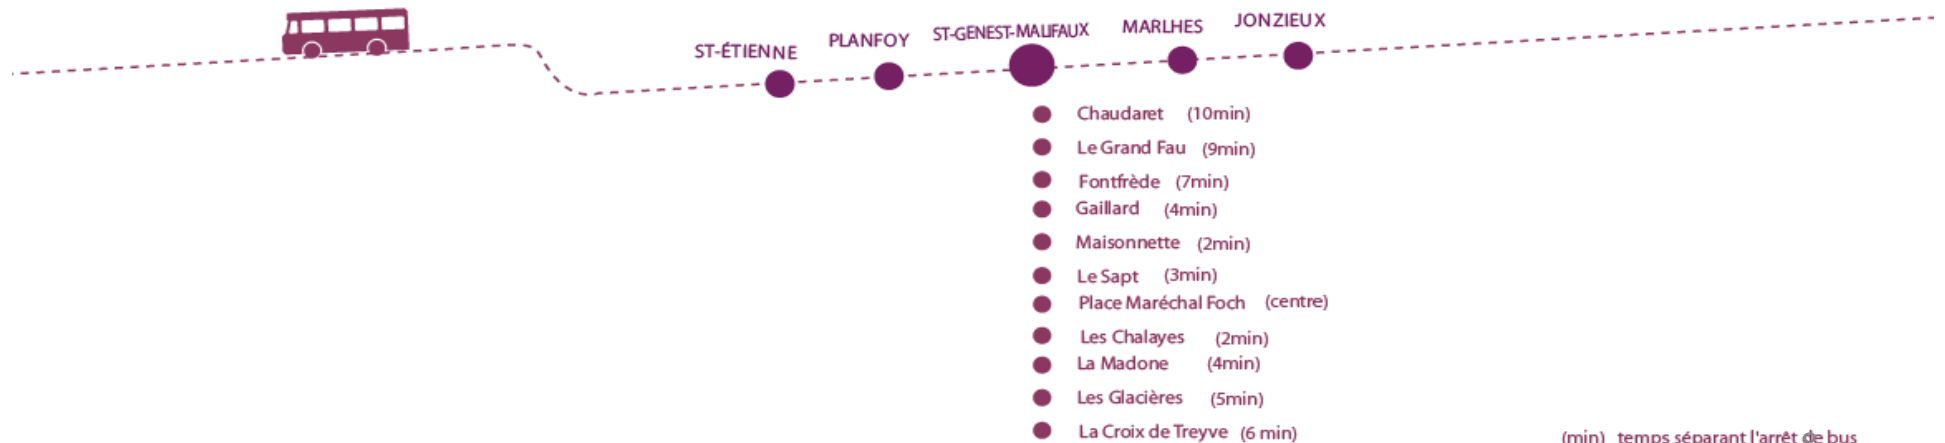 ST-ÉTIENNE
PLANFOY
ST-GENEST-MALIFAUX
MARLHES
JONZIEUX
Chaudaret (10min)
Le Grand Fau (9min)
Fontfrède (7min)
Gaillard (4min)
Maisonnette (2min)
Le Sapt (3min)
Place Maréchal Foch (centre)
Les Chalayes (2min)
La Madone (4min)
Les Glacières (5min)
La Croix de Treyve (6 min)
(min) temps séparant l'arrêt de bus